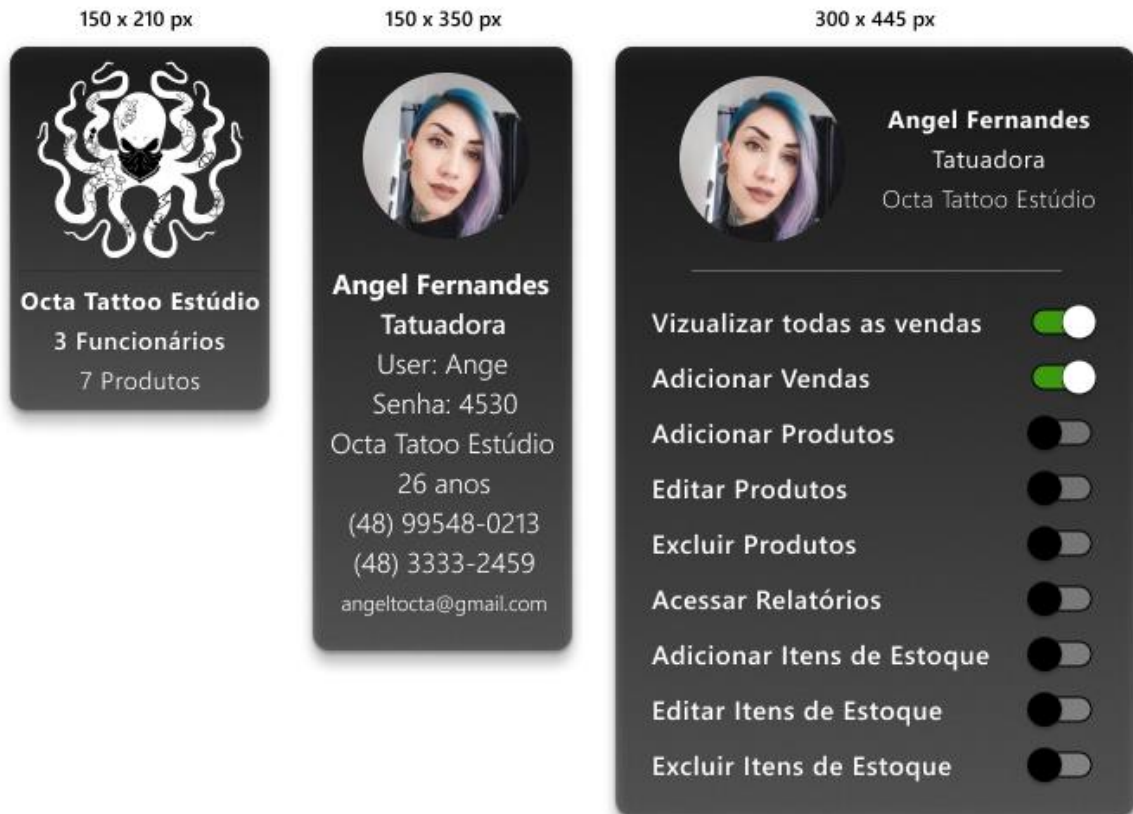 150 x 210 px
Octa Tattoo Estúdio
3 Funcionários
7 Produtos
150 x 350 px
Angel Fernandes
Tatuadora
User: Ange
Senha: 4530
Octa Tatoo Estúdio
26 anos
(48) 99548-0213
(48) 3333-2459
angeltocta@gmail.com
300 x 445 px
Angel Fernandes
Tatuadora
Octa Tattoo Estúdio
Vizualizar todas as vendas
Adicionar Vendas
Adicionar Produtos
Editar Produtos
Excluir Produtos
Acessar Relatórios
Adicionar Itens de Estoque
Editar Itens de Estoque
Excluir Itens de Estoque